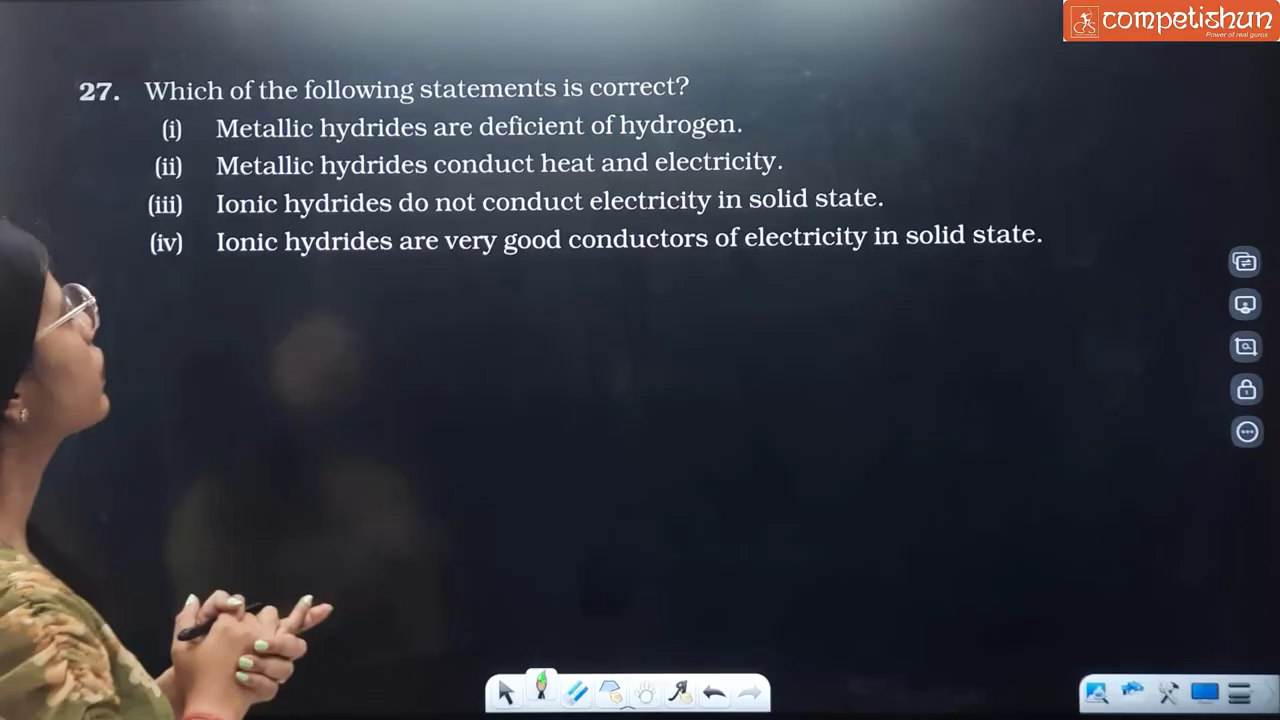 competishun
Power of real gurus
27. Which of the following statements is correct?
(i) Metallic hydrides are deficient of hydrogen.
(ii) Metallic hydrides conduct heat and electricity.
(iii) Ionic hydrides do not conduct electricity in solid state.
(iv) Ionic hydrides are very good conductors of electricity in solid state.